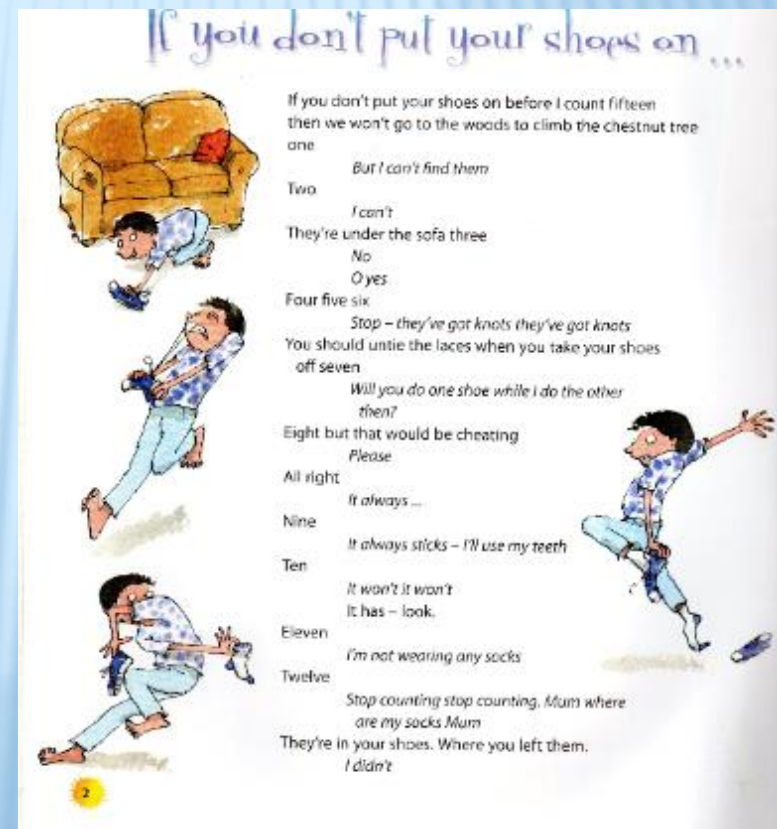 If you don't put your shoes on ...
If you don't put your shoes on before I count fifteen
then we won't go to the woods to climb the chestnut tree
one
But I can't find them
Two
I can't
They're under the sofa three
No
O yes
Four five six
Stop – they've got knots they've got knots
You should untie the laces when you take your shoes
off seven
Will you do one shoe while I do the other
then?
Eight but that would be cheating
Please
All right
It always ...
Nine
It always sticks – I'll use my teeth
Ten
It won't it won't
It has – look.
Eleven
I'm not wearing any socks
Twelve
Stop counting stop counting. Mum where
are my socks Mum
They're in your shoes. Where you left them.
I didn't
2